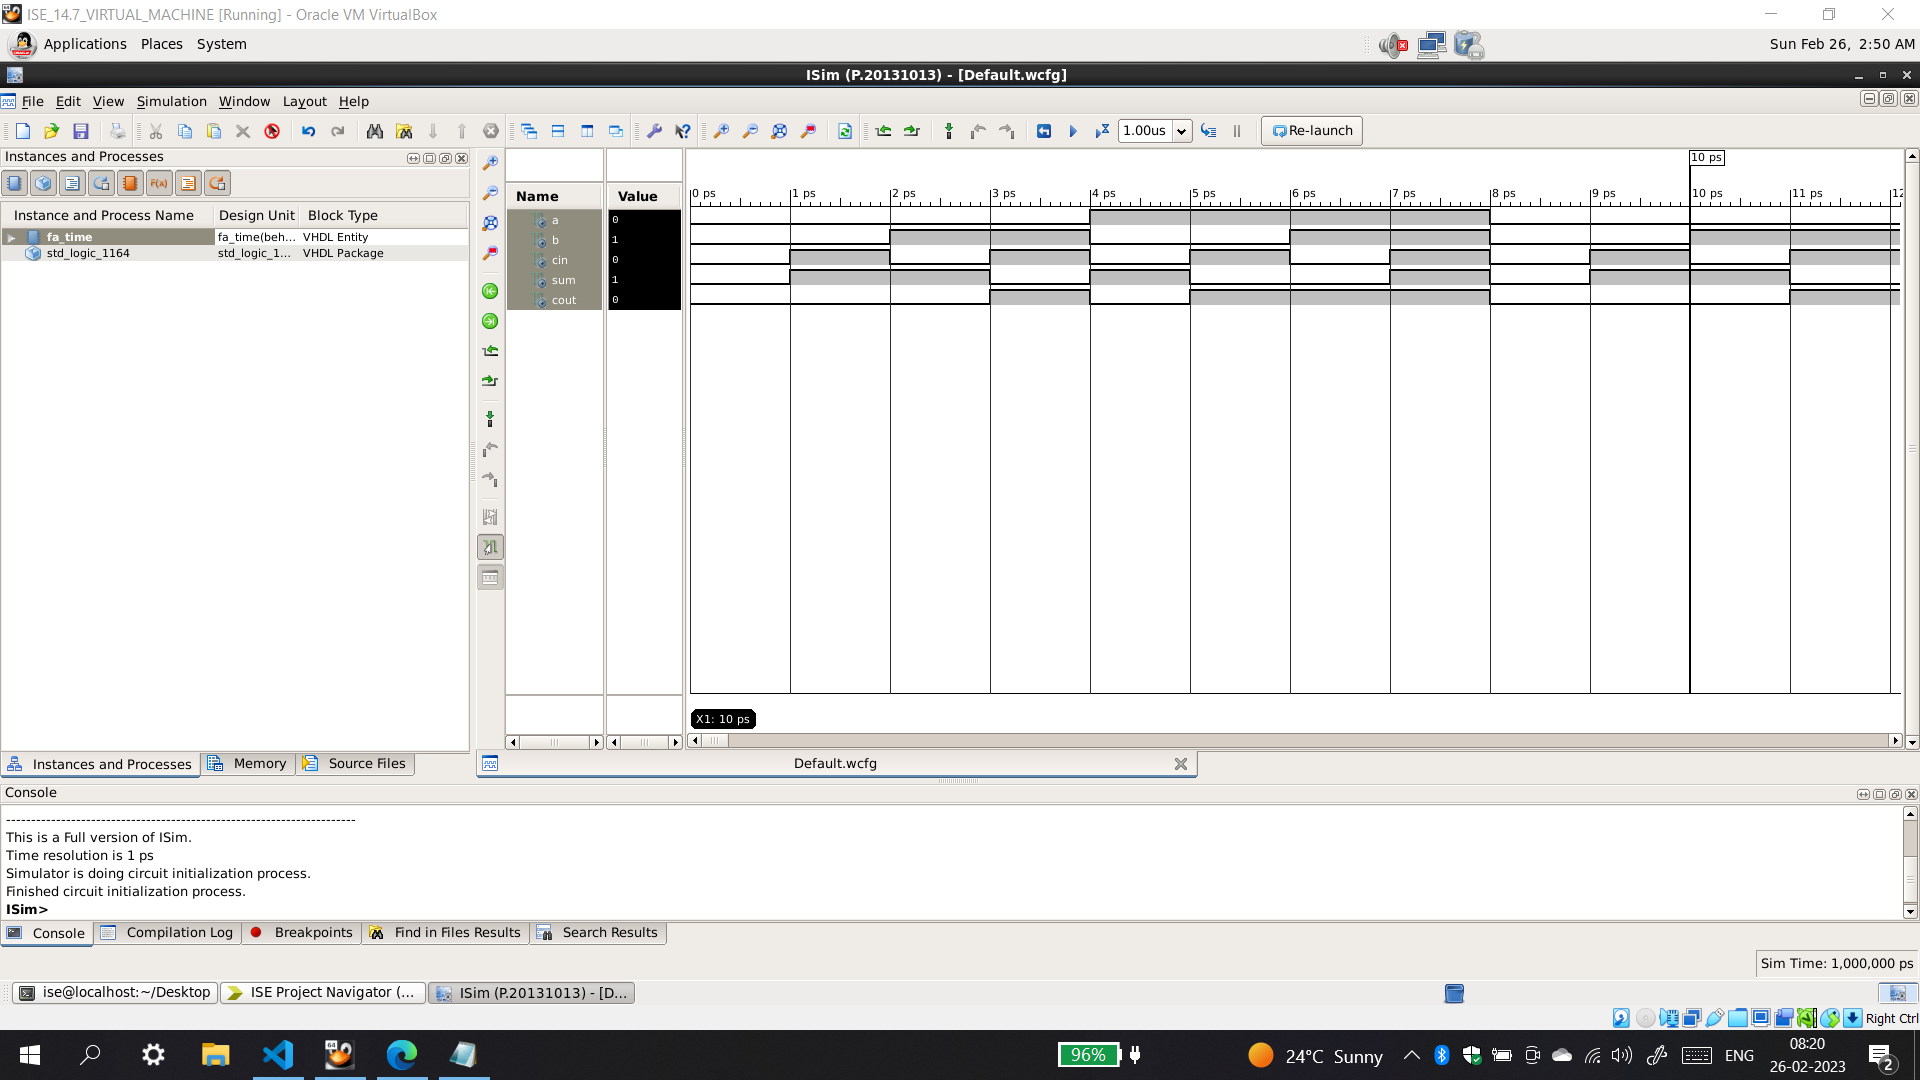 ISE_14.7_VIRTUAL_MACHINE [Running] - Oracle VM VirtualBox
Applications Places System
Sun Feb 26, 2:50 AM
ISim (P.20131013) - [Default.wcfg]
File Edit View Simulation Window Layout Help
1.00us Re-launch
Instances and Processes
Instance and Process Name Design Unit Block Type
fa_time fa_time(beh... VHDL Entity
std_logic_1164 std_logic_1... VHDL Package
10 ps
Name Value
0 ps 1 ps 2 ps 3 ps 4 ps 5 ps 6 ps 7 ps 8 ps 9 ps 10 ps 11 ps 12
a 0
b 1
cin 0
sum 1
cout 0
X1: 10 ps
Instances and Processes Memory Source Files
Default.wcfg
Console
----------------------------------------------------------------------
This is a Full version of ISim.
Time resolution is 1 ps
Simulator is doing circuit initialization process.
Finished circuit initialization process.
ISim>
Console Compilation Log Breakpoints Find in Files Results Search Results
Sim Time: 1,000,000 ps
ise@localhost:~/Desktop ISE Project Navigator (... ISim (P.20131013) - [D...
Right Ctrl
96% 24°C Sunny ENG
08:20
26-02-2023
2